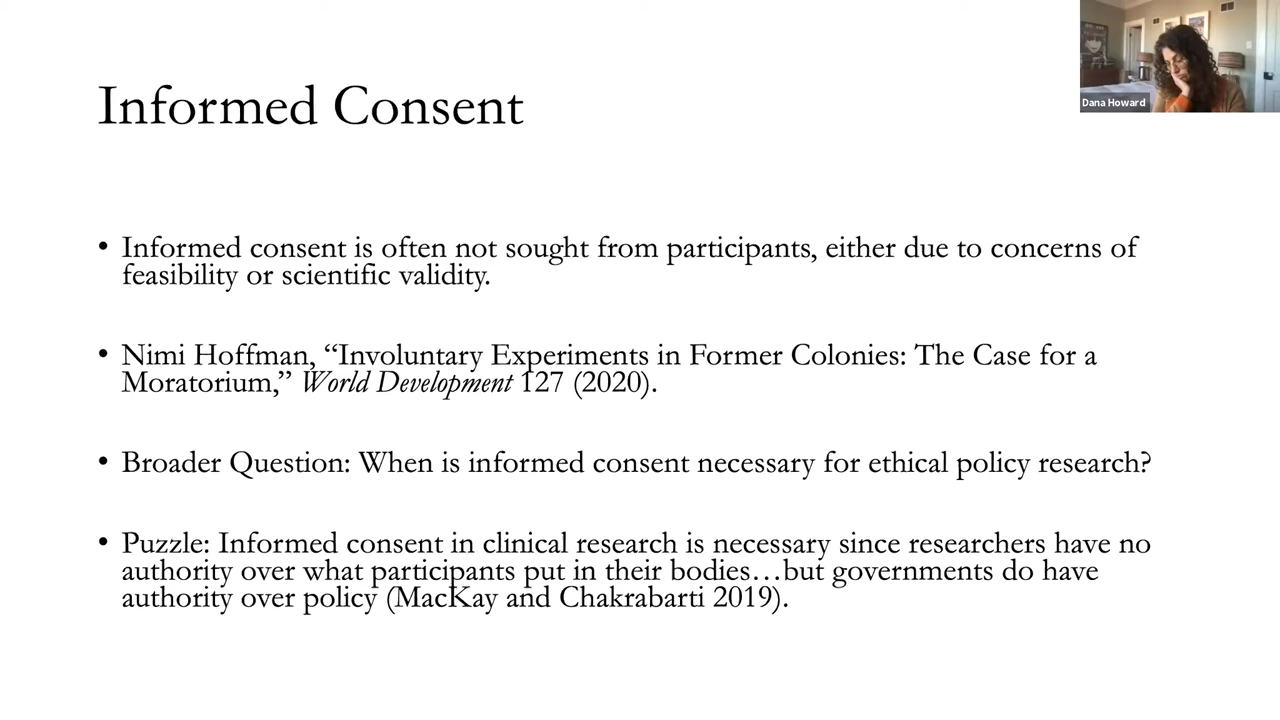 Informed Consent
Dana Howard
• Informed consent is often not sought from participants, either due to concerns of
feasibility or scientific validity.
• Nimi Hoffman, “Involuntary Experiments in Former Colonies: The Case for a
Moratorium,” World Development 127 (2020).
• Broader Question: When is informed consent necessary for ethical policy research?
• Puzzle: Informed consent in clinical research is necessary since researchers have no
authority over what participants put in their bodies…but governments do have
authority over policy (MacKay and Chakrabarti 2019).